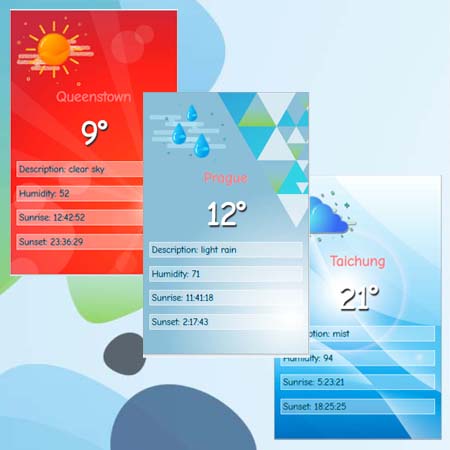 Queenstown
9°
Description: clear sky
Humidity: 52
Sunrise: 12:42:52
Sunset: 23:36:29
Prague
12°
Description: light rain
Humidity: 71
Sunrise: 11:41:18
Sunset: 2:17:43
Taichung
21°
mist
Humidity: 94
Sunrise: 5:23:21
Sunset: 18:25:25